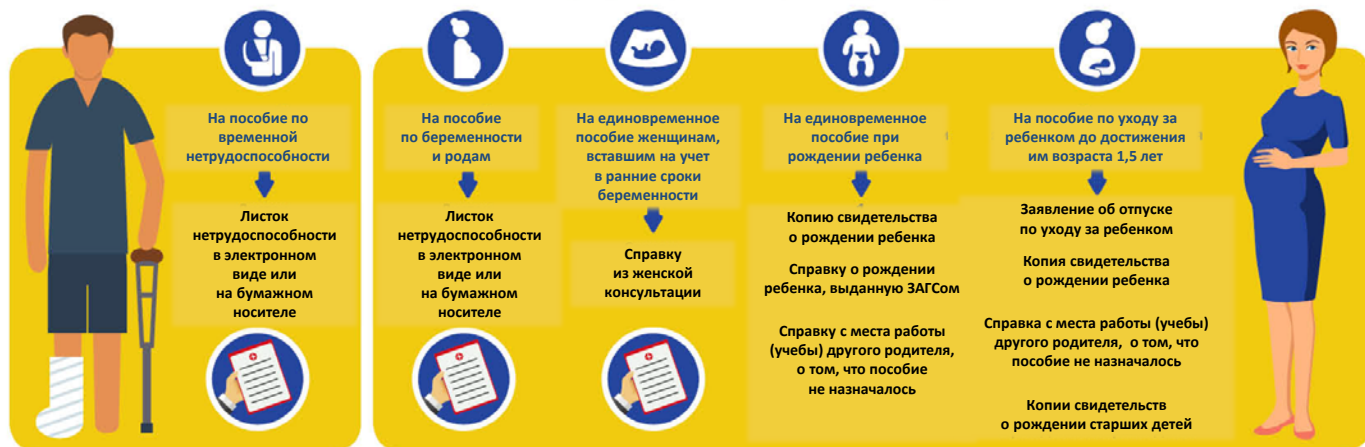 На пособие по
временной
нетрудоспособности
Листок
нетрудоспособности
в электронном
виде или
на бумажном
носителе
На пособие
по беременности
и родам
Листок
нетрудоспособности
в электронном
виде или
на бумажном
носителе
На единовременное
пособие женщинам,
вставшим на учет
в ранние сроки
беременности
Справку
из женской
консультации
На единовременное
пособие при
рождении ребенка
Копию свидетельства
о рождении ребенка
Справку о рождении
ребенка, выданную ЗАГСом
Справку с места работы
(учебы) другого родителя,
о том, что пособие
не назначалось
На пособие по уходу за
ребенком до достижения
им возраста 1,5 лет
Заявление об отпуске
по уходу за ребенком
Копия свидетельства
о рождении ребенка
Справка с места работы (учебы)
другого родителя, о том, что
пособие не назначалось
Копии свидетельств
о рождении старших детей